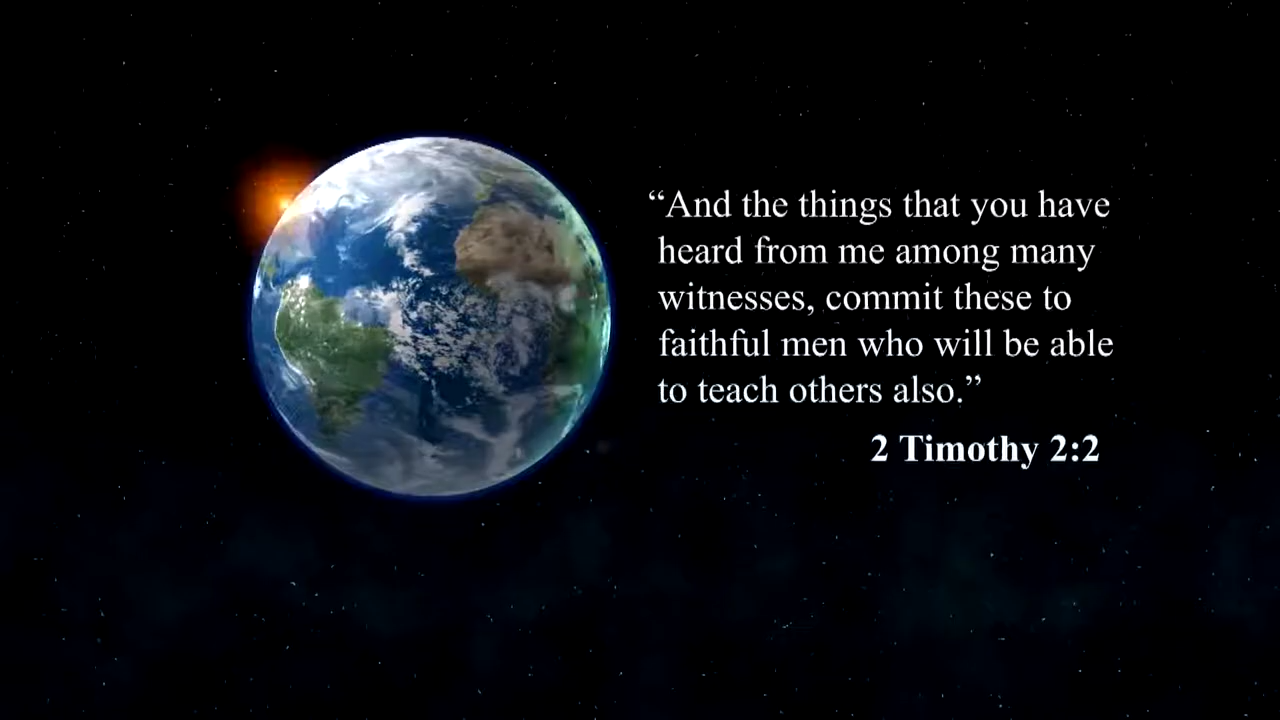 “And the things that you have
heard from me among many
witnesses, commit these to
faithful men who will be able
to teach others also.”
2 Timothy 2:2